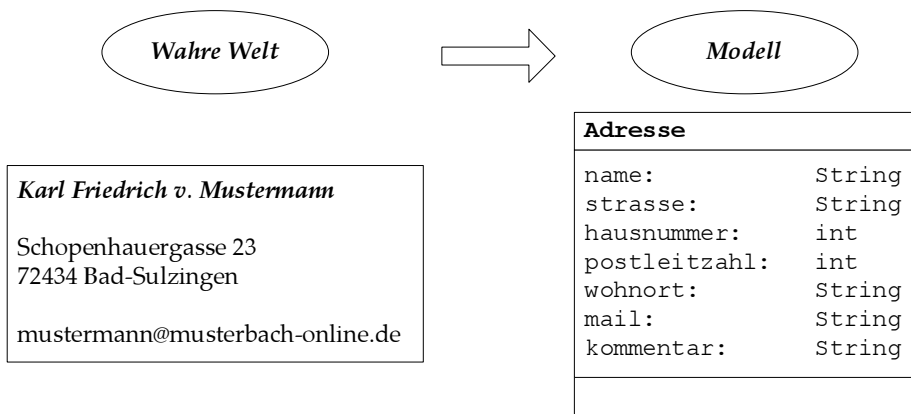 Wahre Welt
Modell
Karl Friedrich v. Mustermann
Schopenhauergasse 23
72434 Bad-Sulzingen
mustermann@musterbach-online.de
Adresse
name: String
strasse: String
hausnummer: int
postleitzahl: int
wohnort: String
mail: String
kommentar: String